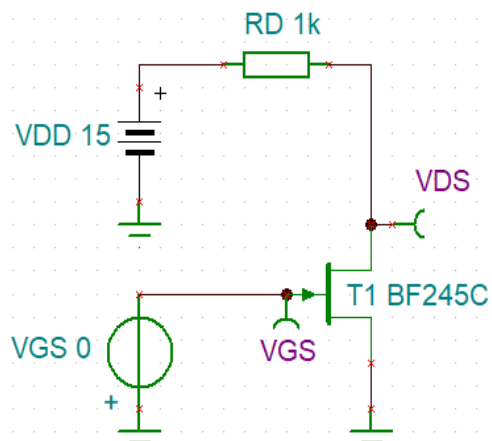 RD 1k
+
VDD 15
VDS
T1 BF245C
VGS 0
VGS
+